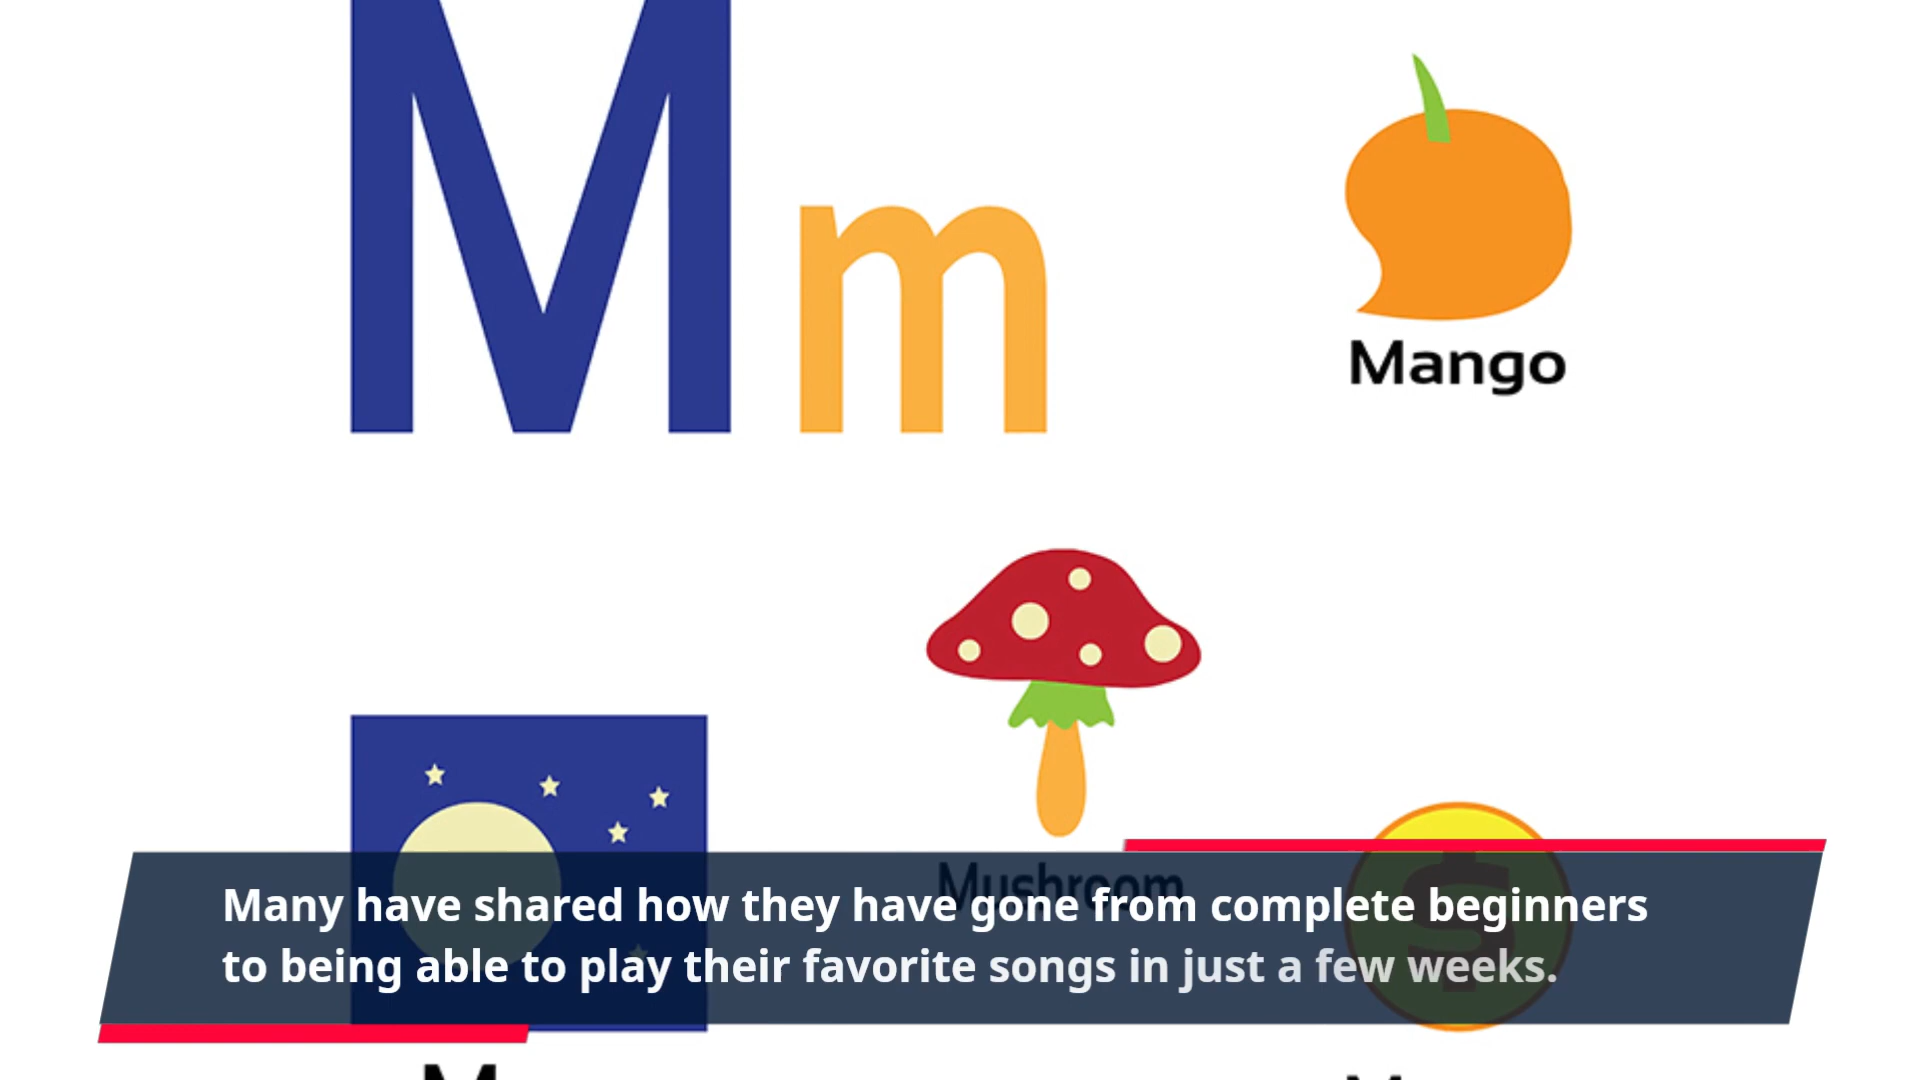 M m
Mango
Mushroom
$
Many have shared how they have gone from complete beginners
to being able to play their favorite songs in just a few weeks.